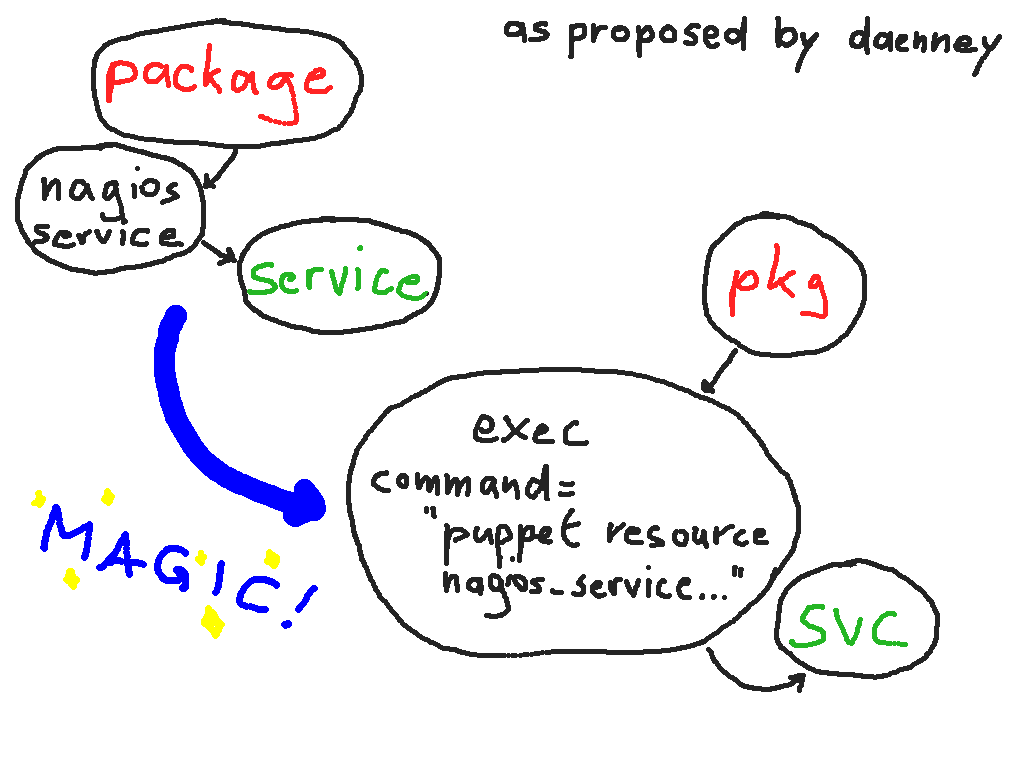 as proposed by daenney
package
nagios
service
service
pkg
exec
command=
"puppet resource
nagios_service..."
MAGIC!
svc